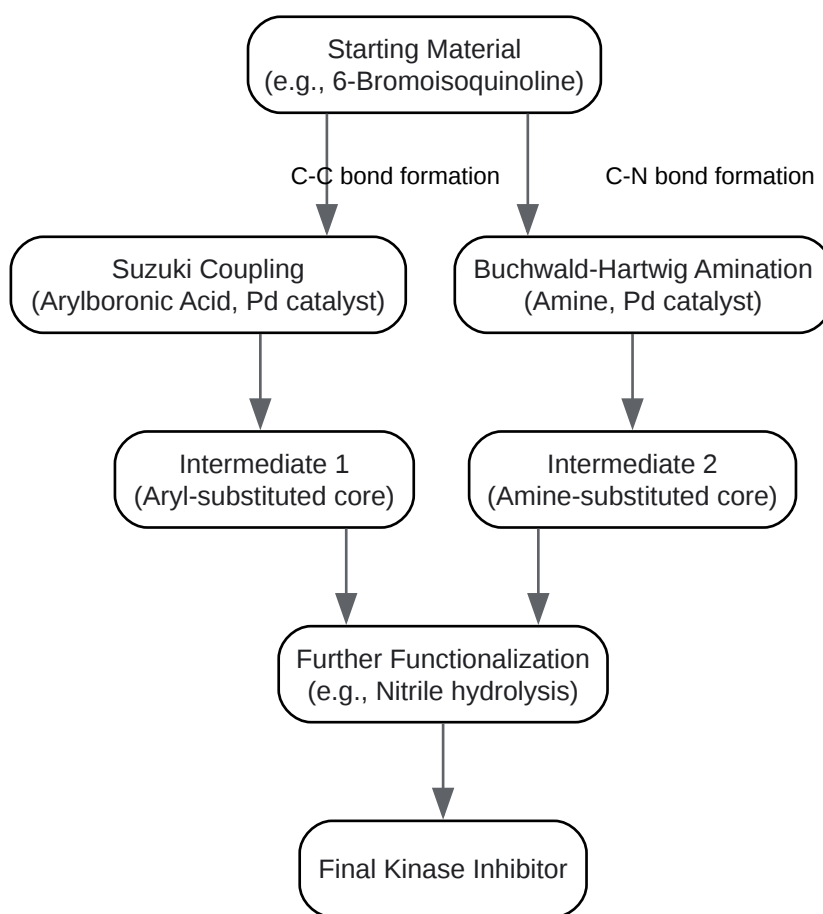 Starting Material
(e.g., 6-Bromoisoquinoline)
C-C bond formation
C-N bond formation
Suzuki Coupling
(Arylboronic Acid, Pd catalyst)
Buchwald-Hartwig Amination
(Amine, Pd catalyst)
Intermediate 1
(Aryl-substituted core)
Intermediate 2
(Amine-substituted core)
Further Functionalization
(e.g., Nitrile hydrolysis)
Final Kinase Inhibitor